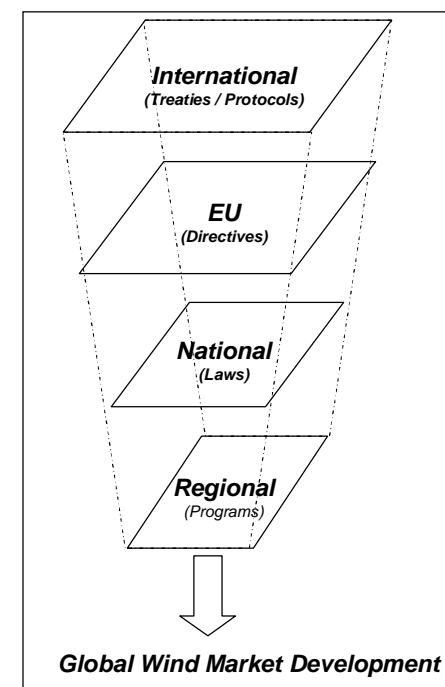 International
(Treaties / Protocols)
EU
(Directives)
National
(Laws)
Regional
(Programs)
Global Wind Market Development